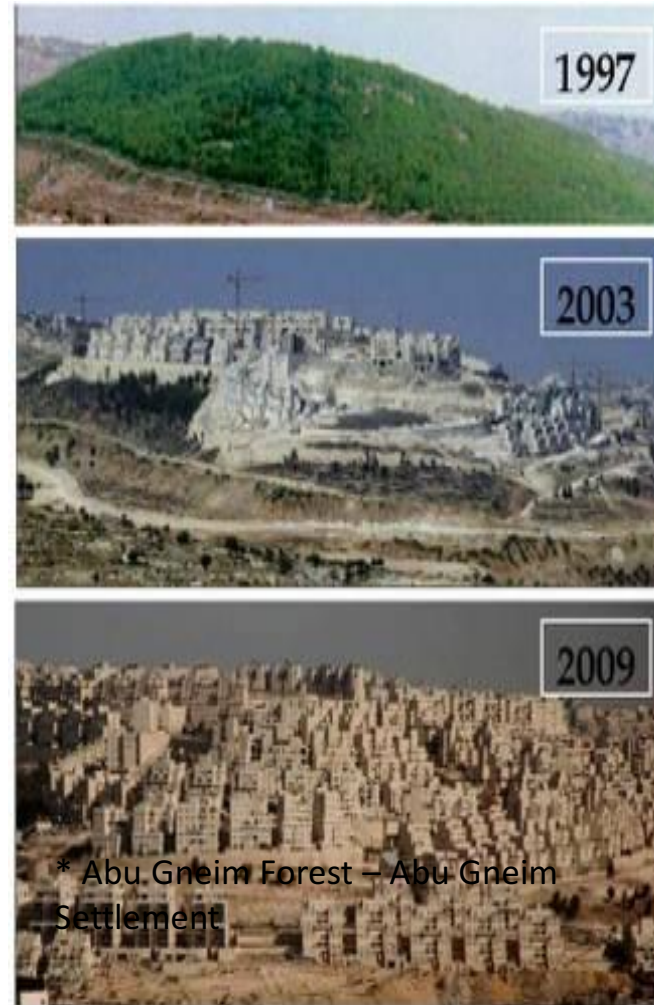 1997
2003
2009
* Abu Gneim Forest – Abu Gneim
Settlement